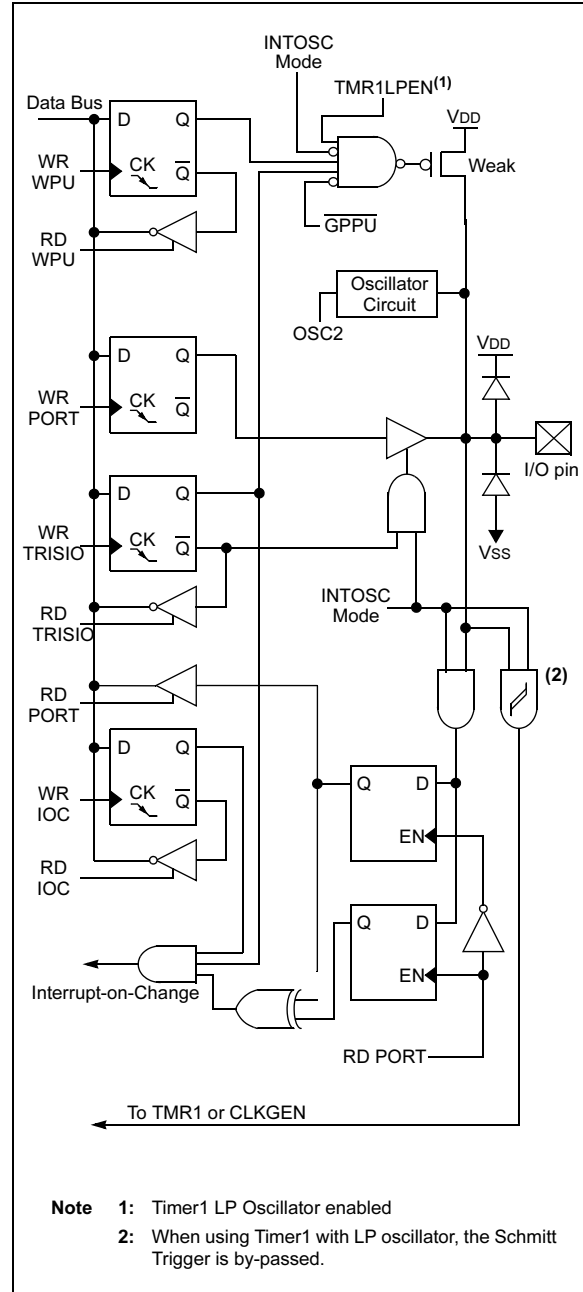 INTOSC
Mode
TMR1LPEN(1)
Data Bus
D Q
VDD
WR
WPU
CK Q
Weak
RD
WPU
GPPU
Oscillator
Circuit
OSC2
VDD
D Q
WR
PORT
CK Q
I/O pin
D Q
WR
TRISIO
CK Q
VSS
RD
TRISIO
INTOSC
Mode
(2)
RD
PORT
D Q
Q D
WR
IOC
CK Q
EN
RD
IOC
Q D
EN
Interrupt-on-Change
RD PORT
To TMR1 or CLKGEN
Note 1: Timer1 LP Oscillator enabled
2: When using Timer1 with LP oscillator, the Schmitt
Trigger is by-passed.